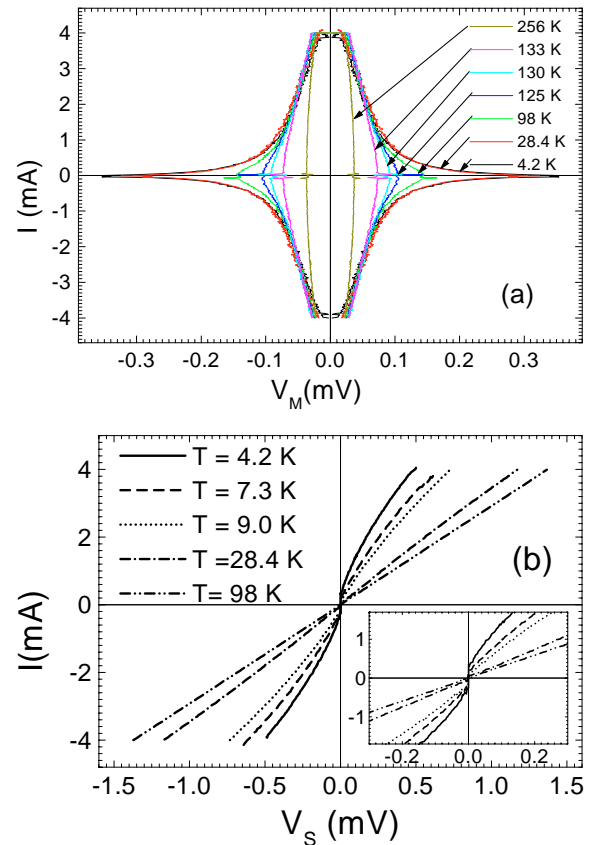 4
3
2
1
0
-1
-2
-3
-4
I (mA)
256 K
133 K
130 K
125 K
98 K
28.4 K
4.2 K
(a)
-0.3 -0.2 -0.1 0.0 0.1 0.2 0.3
V_M(mV)
4
2
0
-2
-4
I(mA)
T = 4.2 K
T = 7.3 K
T = 9.0 K
T =28.4 K
T= 98 K
(b)
1
0
-1
-0.2 0.0 0.2
-1.5 -1.0 -0.5 0.0 0.5 1.0 1.5
V_S (mV)